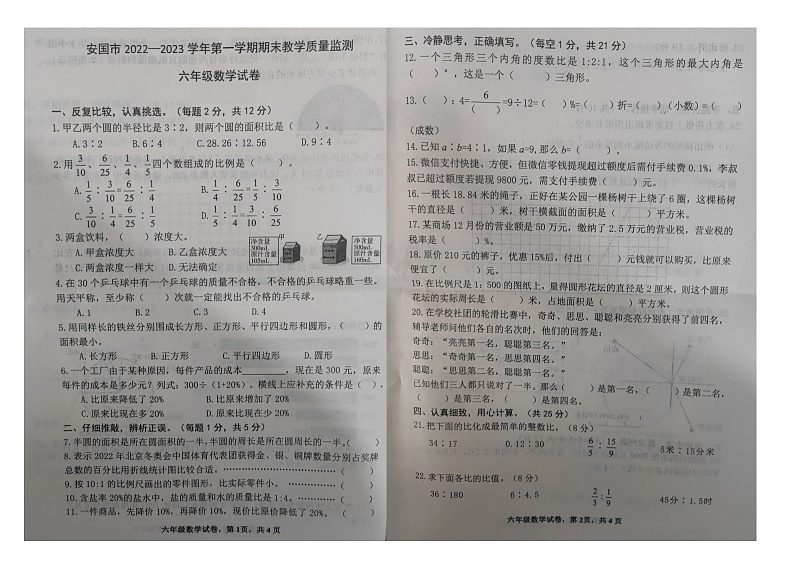 安国市 2022—2023 学年第一学期期末教学质量监测
六年级数学试卷
一、反复比较，认真挑选。（每题 2 分，共 12 分）
1.甲乙两个圆的半径比是 3∶2，则两个圆的面积比是（　　）。
A.3∶2　B.6∶4　C.28.26∶12.56　D.9∶4
2.用 3/10、6/25、1/4、1/5 四个数组成的比例是（　　）。
A. 1/5∶3/10=6/25∶1/4　B. 1/4∶6/25=1/5∶3/10
C. 3/10∶1/4=6/25∶1/5　D. 1/5∶1/4=3/10∶6/25
3.两盒饮料，（　　）浓度大。
甲
净含量
300mL
原汁含量
105mL
乙
净含量
500mL
原汁含量
160mL
A.甲盒浓度大　B.乙盒浓度大
C.两盒浓度一样大　D.无法确定
4.在 30 个乒乓球中有一个乒乓球的质量不合格，不合格的乒乓球略重一些。
用天平称，至少称（　　）次就一定能找出不合格的乒乓球。
A.1　B.2　C.3　D.4
5.用同样长的铁丝分别围成长方形、正方形、平行四边形和圆形，（　　）的
面积最小。
A.长方形　B.正方形　C.平行四边形　D.圆形
6.一个工厂由于某种原因，每件产品的成本________，现在是 300 元，原来
每件的成本是多少元？列式：300÷（1+20%）。横线上应补充的条件是（　　）。
A.比原来降低了 20%　B.比原来增加了 20%
C.原来比现在多 20%　D.原来比现在少 20%
二、仔细推敲，辨析正误。（每题 1 分，共 5 分）
7.半圆的面积是所在圆面积的一半,半圆的周长是所在圆周长的一半。（　　）
8.表示 2022 年北京冬奥会中国体育代表团获得金、银、铜牌数量分别占奖牌
总数的百分比用折线统计图比较合适。……………………（　　）
9.按 10:1 的比例尺画出的零件图形，比实际零件小。…………（　　）
10.含盐率 20%的盐水中，盐的质量和水的质量比是 1:4。…………（　　）
11.一件商品，先降价 10%，再降价 10%，现价比原价降低了 20%。（　　）
六年级数学试卷，第 1页，共 4 页
三、冷静思考，正确填写。（每空 1 分，共 21 分）
12.一个三角形三个内角的度数比是 1:2:1，这个三角形的最大内角是
（　　）°，这是一个（　　）三角形。
13.（　　）∶4=6/（　　）=9÷12=（　　）%=（　　）折=（　　）（小数）=（　　）
（成数）
14.已知 a∶b=4∶1，如果 a=9,那么 b=（　　）。
15.微信支付快捷、方便，但微信零钱提现超过额度后需付手续费 0.1%，李叔
叔已超过额度若提现 9800 元，需支付手续费（　　）元。
16.一根长 18.84 米的绳子，正好在某公园一棵杨树干上绕了 6 圈，这棵杨树
干的直径是（　　）米，树干横截面的面积是（　　）平方米。
17.某商场 12 月份的营业额是 50 万元，缴纳了 2.5 万元的营业税，营业税的
税率是（　　）%。
18.原价 210 元的裤子，优惠 15%后，付出（　　）元钱就可以购买，比原来
便宜了（　　）元。
19.在比例尺是 1:500 的图纸上，量得圆形花坛的直径是 2 厘米，则这个圆形
花坛的实际周长是（　　）米，占地面积是（　　）平方米。
20.在学校社团的轮滑比赛中，奇奇、思思、聪聪和亮亮分别获得了前四名，
辅导老师问他们各自的名次时，他们的回答是：
奇奇：“亮亮第一名，聪聪第三名。”
思思：“奇奇第一名，思思第四名。”
聪聪：“思思第二名，聪聪第一名。”
已知他们三人都只说对了一半。那么（　　）是第一名，（　　）是第二名，
（　　）是第三名，（　　）是第四名。
四、认真细致，用心计算。（共 25 分）
21.把下面的比化成最简单的整数比。（8 分）
34∶17　0.12∶30　6/5∶15/9　5米∶15分米
22.求下面各比的比值。（8 分）
36∶180　6∶4.5　2/3∶1/9　45分∶1.5时
六年级数学试卷，第 2页，共 4 页